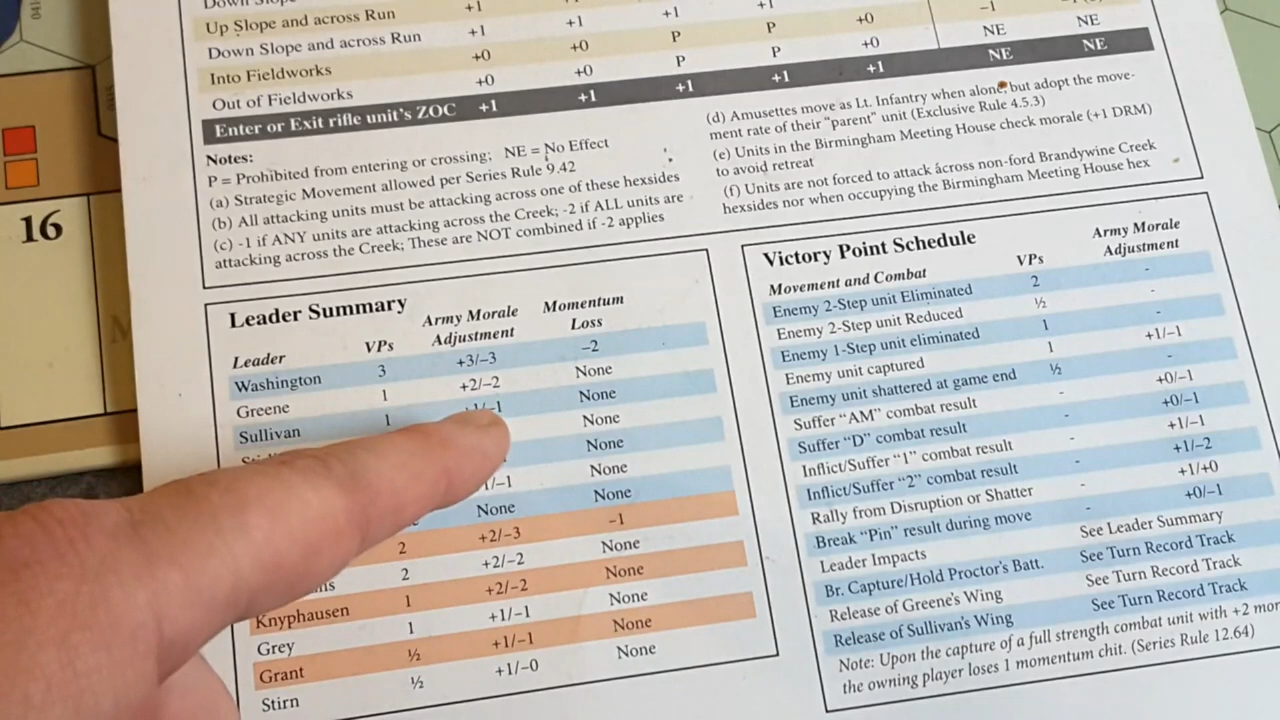 Up Slope and across Run +1 +1 +1 +1
Down Slope and across Run +1 +1 P P +0 −1
Into Fieldworks +0 +0 P P +0 NE NE
Out of Fieldworks +0 +0
Enter or Exit rifle unit's ZOC +1 +1 +1 +1 +1 NE NE
Notes:
P = Prohibited from entering or crossing; NE = No Effect
(a) Strategic Movement allowed per Series Rule 9.42
(b) All attacking units must be attacking across one of these hexsides
(c) -1 if ANY units are attacking across the Creek; -2 if ALL units are
attacking across the Creek; These are NOT combined if -2 applies
(d) Amusettes move as Lt. Infantry when alone, but adopt the move-
ment rate of their "parent" unit (Exclusive Rule 4.5.3)
(e) Units in the Birmingham Meeting House check morale (+1 DRM)
to avoid retreat
(f) Units are not forced to attack across non-ford Brandywine Creek
hexsides nor when occupying the Birmingham Meeting House hex
16
Leader Summary
Leader VPs Army Morale Adjustment Momentum Loss
Washington 3 +3/−3 −2
Greene 1 +2/−2 None
Sullivan 1 None
None
None
/−1 None
None None
2 +2/−3 −1
2 +2/−2 None
Knyphausen 1 +2/−2 None
Grey 1 +1/−1 None
Grant ½ +1/−1 None
Stirn ½ +1/−0 None
Victory Point Schedule
Movement and Combat VPs Army Morale Adjustment
Enemy 2-Step unit Eliminated 2 -
Enemy 2-Step unit Reduced ½ -
Enemy 1-Step unit eliminated 1 -
Enemy unit captured 1 +1/−1
Enemy unit shattered at game end ½ -
Suffer "AM" combat result - +0/−1
Suffer "D" combat result - +0/−1
Inflict/Suffer "1" combat result - +1/−1
Inflict/Suffer "2" combat result - +1/−2
Rally from Disruption or Shatter - +1/+0
Break "Pin" result during move - +0/−1
Leader Impacts See Leader Summary
Br. Capture/Hold Proctor's Batt. See Turn Record Track
Release of Greene's Wing See Turn Record Track
Release of Sullivan's Wing See Turn Record Track
Note: Upon the capture of a full strength combat unit with +2
the owning player loses 1 momentum chit. (Series Rule 12.64)